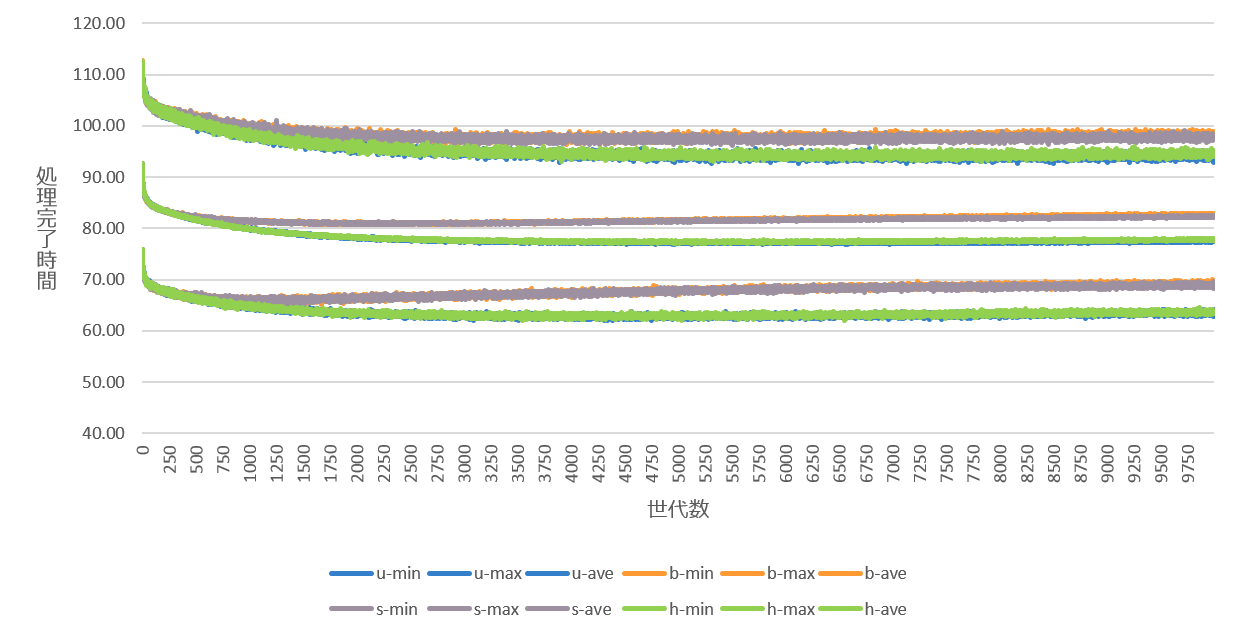 120.00
110.00
100.00
90.00
80.00
70.00
60.00
50.00
40.00
処理完了時間
0 250 500 750 1000 1250 1500 1750 2000 2250 2500 2750 3000 3250 3500 3750 4000 4250 4500 4750 5000 5250 5500 5750 6000 6250 6500 6750 7000 7250 7500 7750 8000 8250 8500 8750 9000 9250 9500 9750
世代数
u-min u-max u-ave b-min b-max b-ave
s-min s-max s-ave h-min h-max h-ave